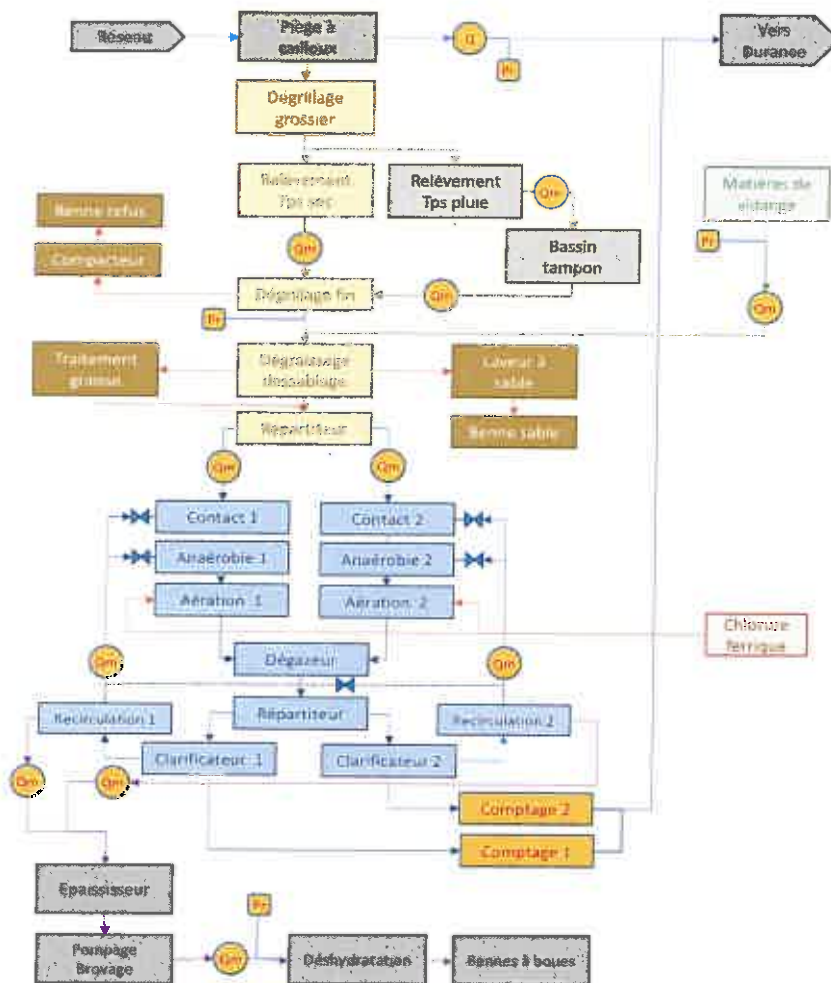 Réseau
Piège à
cailloux
Q
Pr
Vers
Durance
Dégrillage
grossier
Relèvement
Tps sec
Relèvement
Tps pluie
Qm
Matières de
vidange
Benne refus
Compacteur
Qm
Bassin
tampon
Pr
Dégrillage fin
Qm
Qm
Pr
Traitement
graisse
Dégraissage
dessablage
Laveur à
sable
Répartiteur
Benne sable
Qm
Qm
Contact 1
Contact 2
Anaérobie 1
Anaérobie 2
Aération 1
Aération 2
Chlorure
ferrique
Qm
Dégazeur
Qm
Recirculation 1
Répartiteur
Recirculation 2
Clarificateur 1
Clarificateur 2
Qm
Qm
Comptage 2
Comptage 1
Epaississeur
Pr
Pompage
Broyage
Qm
Déshydratation
Bennes à boues